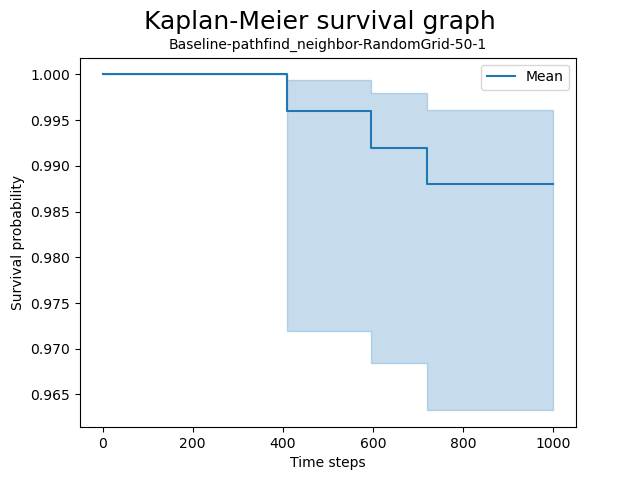 Kaplan-Meier survival graph
Baseline-pathfind_neighbor-RandomGrid-50-1
Mean
1.000
0.995
0.990
0.985
0.980
0.975
0.970
0.965
Survival probability
0 200 400 600 800 1000
Time steps